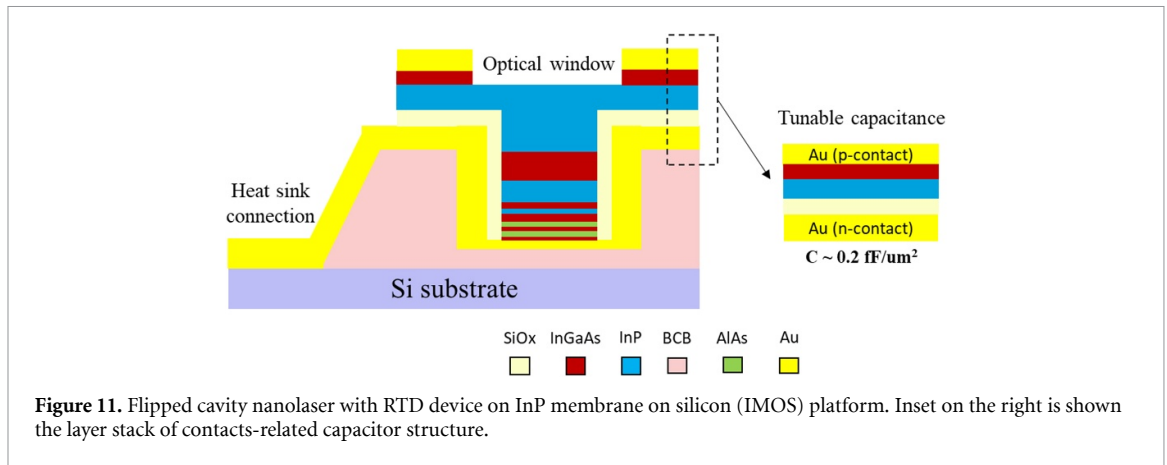 Optical window
Tunable capacitance
Au (p-contact)
Au (n-contact)
C ~ 0.2 fF/um²
Heat sink
connection
Si substrate
SiOx InGaAs InP BCB AlAs Au
Figure 11. Flipped cavity nanolaser with RTD device on InP membrane on silicon (IMOS) platform. Inset on the right is shown
the layer stack of contacts-related capacitor structure.